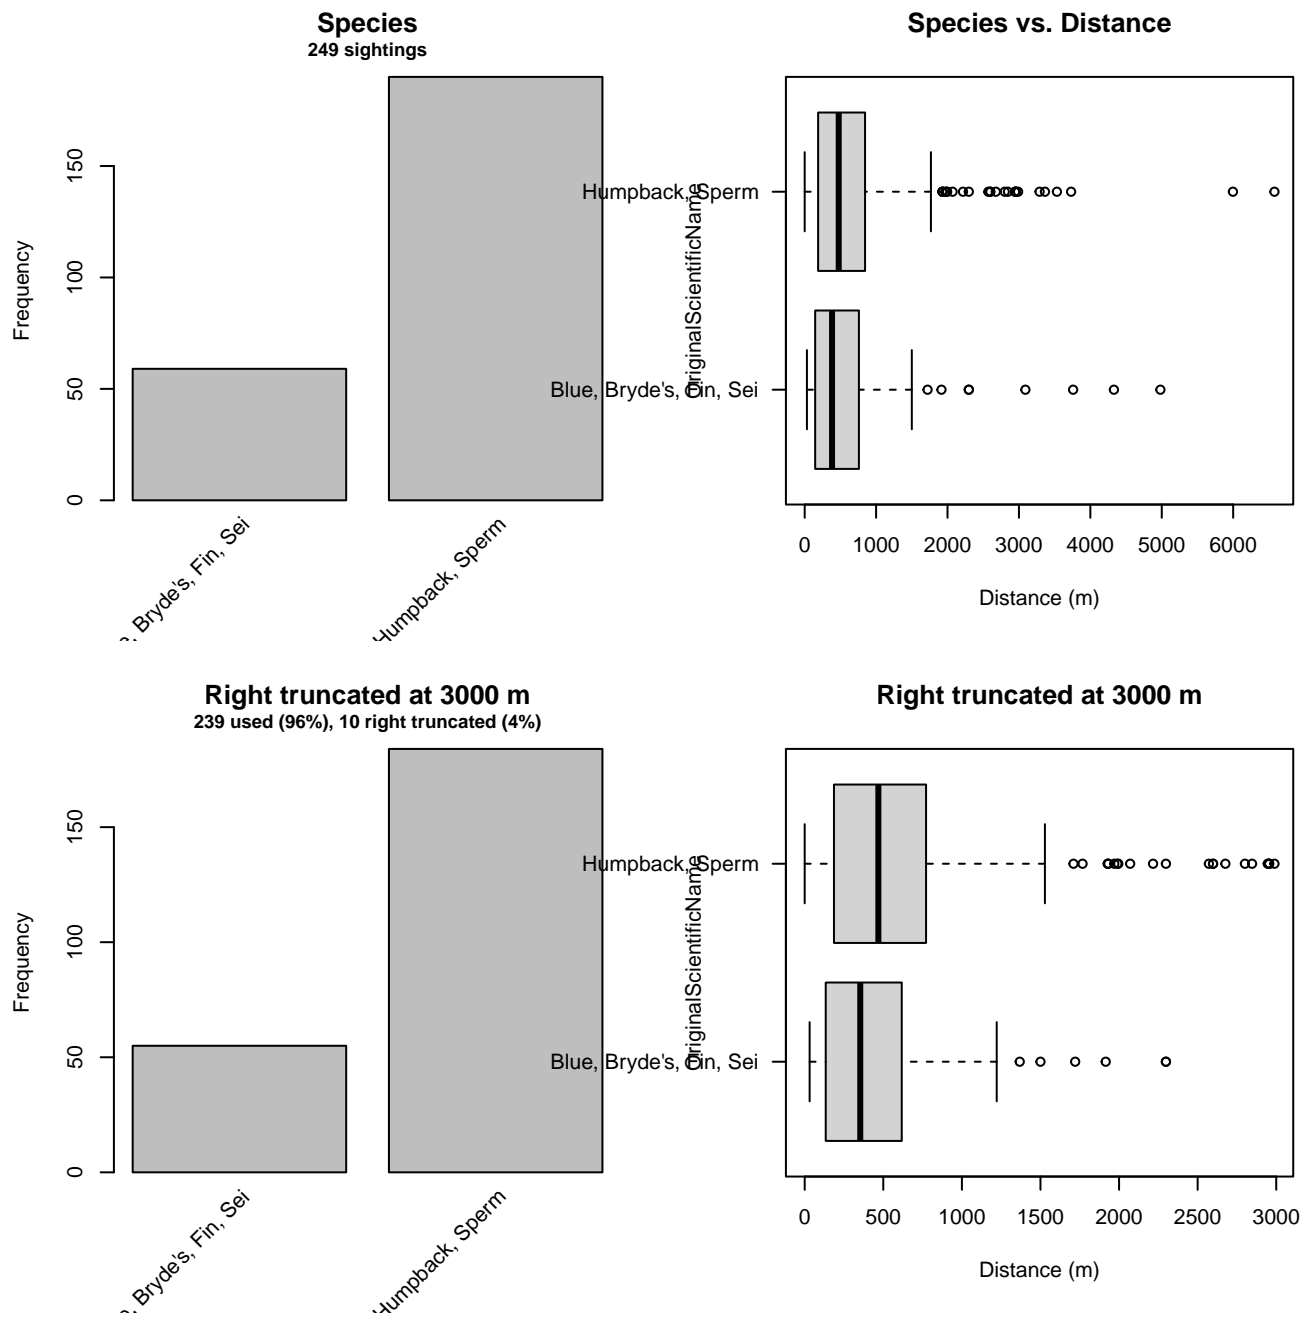 Species
249 sightings
Frequency
0
50
100
150
, Bryde's, Fin, Sei
Humpback, Sperm
Species vs. Distance
OriginalScientificName
Humpback, Sperm
Blue, Bryde's, Fin, Sei
0 1000 2000 3000 4000 5000 6000
Distance (m)
Right truncated at 3000 m
239 used (96%), 10 right truncated (4%)
Frequency
0
50
100
150
, Bryde's, Fin, Sei
Humpback, Sperm
Right truncated at 3000 m
OriginalScientificName
Humpback, Sperm
Blue, Bryde's, Fin, Sei
0 500 1000 1500 2000 2500 3000
Distance (m)